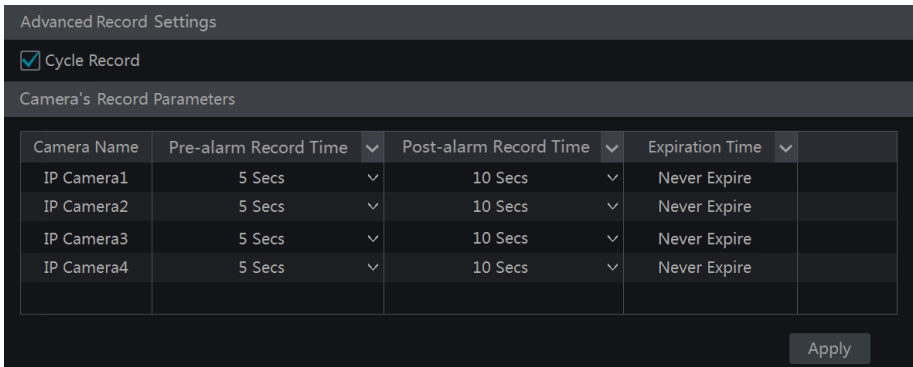 Advanced Record Settings
Cycle Record
Camera's Record Parameters
Camera Name Pre-alarm Record Time Post-alarm Record Time Expiration Time
IP Camera1 5 Secs 10 Secs Never Expire
IP Camera2 5 Secs 10 Secs Never Expire
IP Camera3 5 Secs 10 Secs Never Expire
IP Camera4 5 Secs 10 Secs Never Expire
Apply